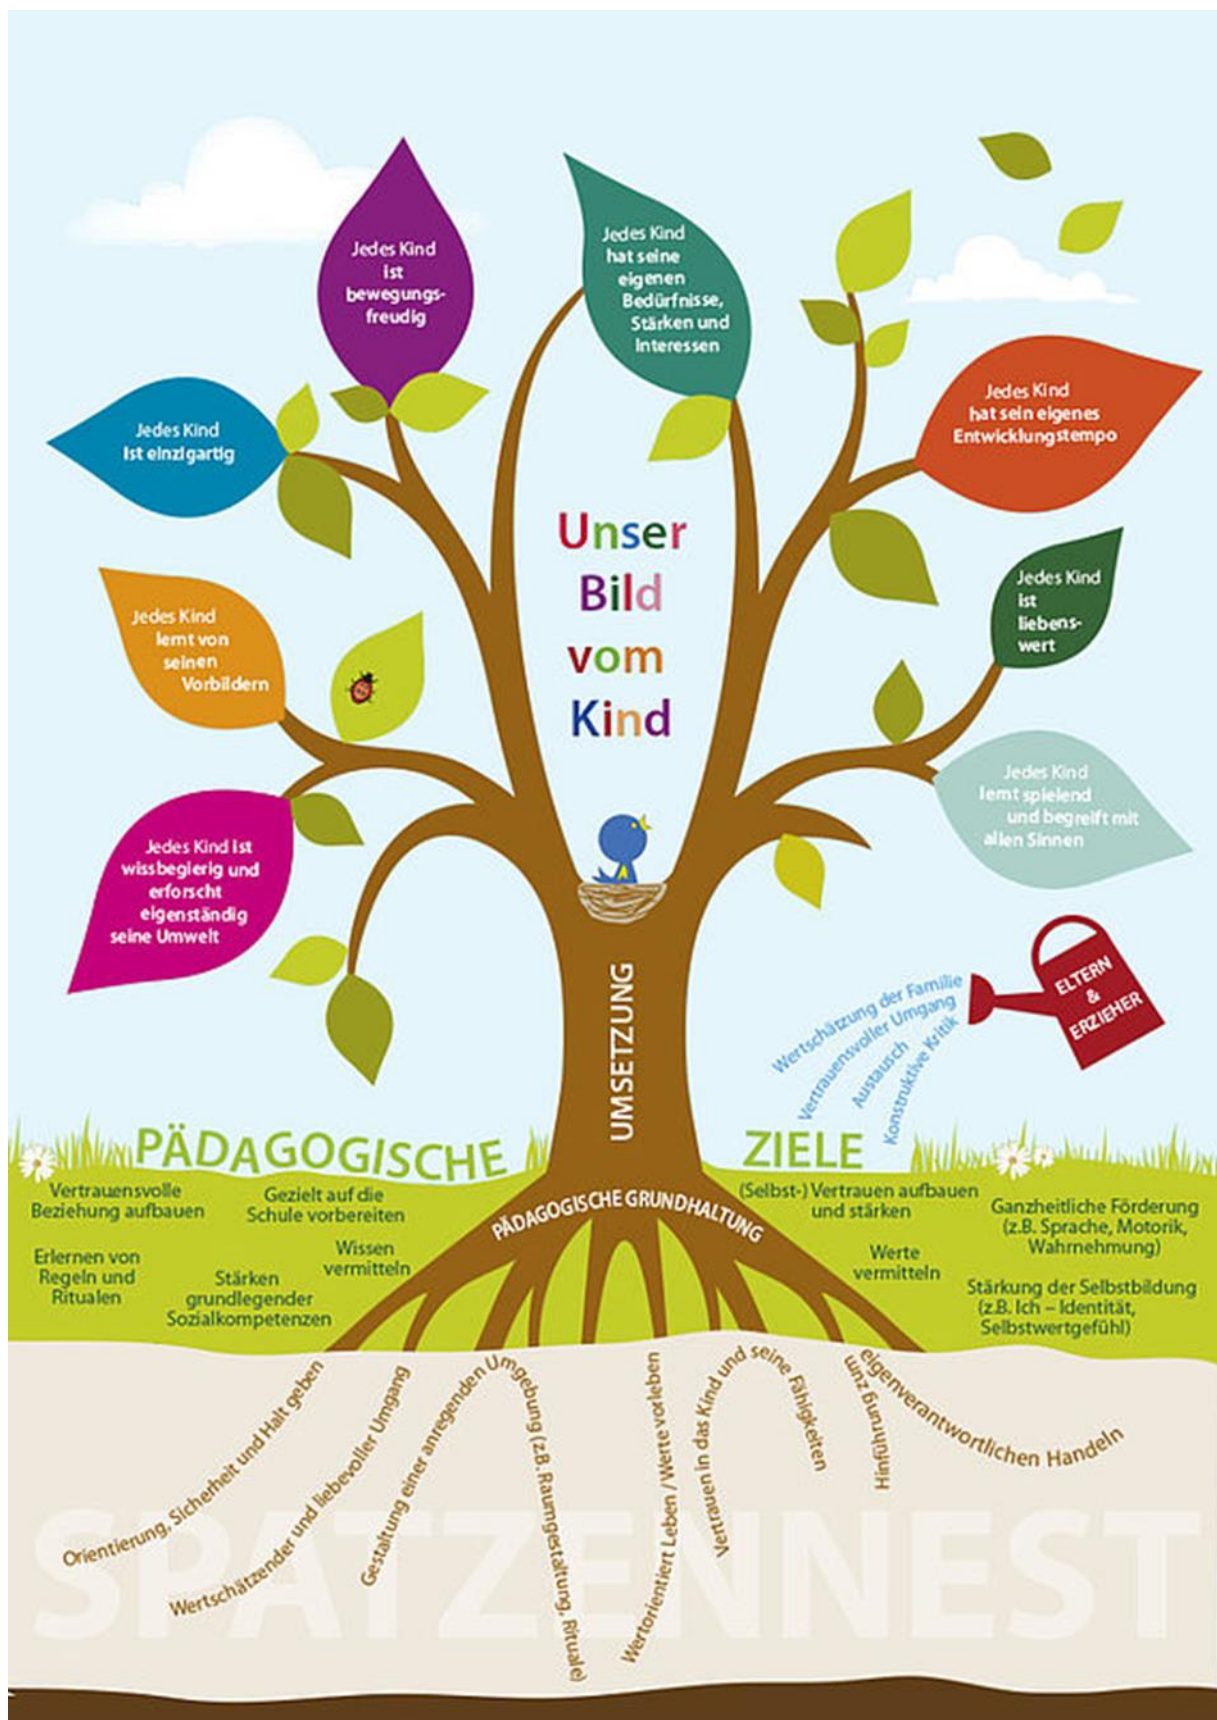 Jedes Kind
ist
bewegungs-
freudig
Jedes Kind
hat seine
eigenen
Bedürfnisse,
Stärken und
Interessen
Jedes Kind
hat sein eigenes
Entwicklungstempo
Jedes Kind
ist einzigartig
Unser
Bild
vom
Kind
Jedes Kind
ist
liebens-
wert
Jedes Kind
lernt von
seinen
Vorbildern
Jedes Kind
lernt spielend
und begreift mit
allen Sinnen
Jedes Kind ist
wissbegierig und
erforscht
eigenständig
seine Umwelt
ELTERN
&
ERZIEHER
Wertschätzung der Familie
Vertrauensvoller Umgang
Austausch
Konstruktive Kritik
UMSETZUNG
PÄDAGOGISCHE ZIELE
Vertrauensvolle
Beziehung aufbauen
Gezielt auf die
Schule vorbereiten
Erlernen von
Regeln und
Ritualen
Stärken
grundlegender
Sozialkompetenzen
Wissen
vermitteln
PÄDAGOGISCHE GRUNDHALTUNG
(Selbst-) Vertrauen aufbauen
und stärken
Werte
vermitteln
Ganzheitliche Förderung
(z.B. Sprache, Motorik,
Wahrnehmung)
Stärkung der Selbstbildung
(z.B. Ich – Identität,
Selbstwertgefühl)
Orientierung, Sicherheit und Halt geben
Wertschätzender und liebevoller Umgang
Gestaltung einer anregenden Umgebung (z.B. Raumgestaltung, Rituale)
Wertorientiert Leben / Werte vorleben
Vertrauen in das Kind und seine Fähigkeiten
Hinführung zum eigenverantwortlichen Handeln
SPATZENNEST